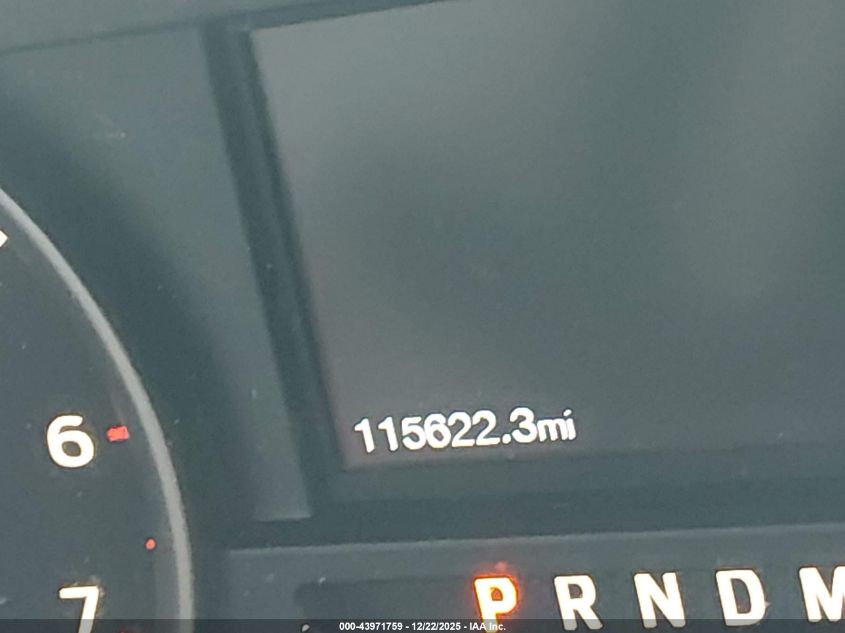 115622.3mi
6
7
P R N D M
000-43971759 - 12/22/2025 - IAA Inc.